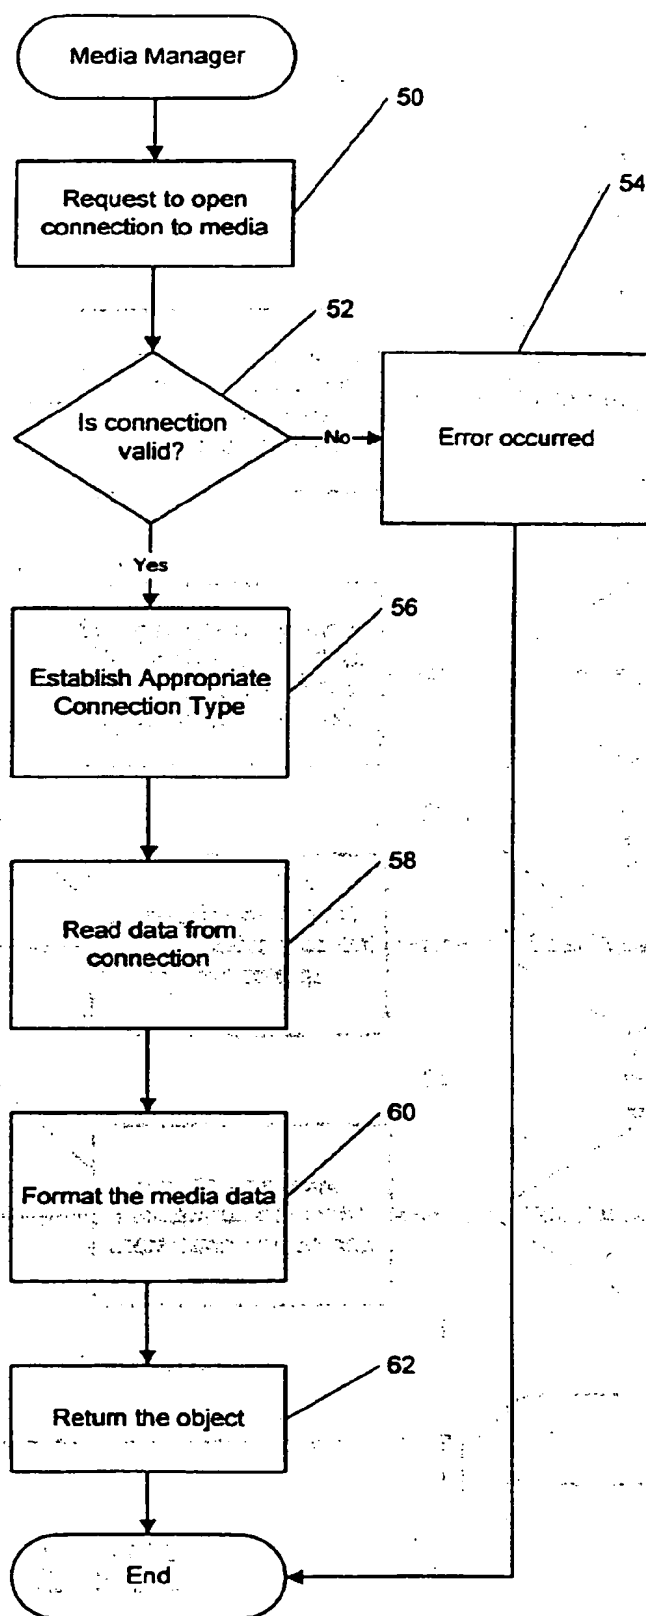 Media Manager
50
Request to open
connection to media
54
52
Is connection
valid?
No
Error occurred
Yes
56
Establish Appropriate
Connection Type
58
Read data from
connection
60
Format the media data
62
Return the object
End